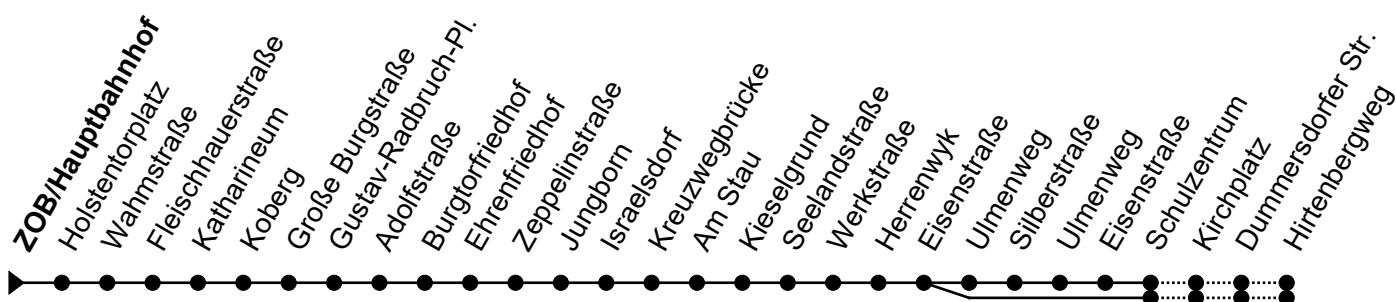 ZOB/Hauptbahnhof
Holstentorplatz
Wahmstraße
Fleischhauerstraße
Katharineum
Koberg
Große Burgstraße
Gustav-Radbruch-Pl.
Adolfstraße
Burgtorfriedhof
Ehrenfriedhof
Zeppelinstraße
Jungborn
Israelsdorf
Kreuzwegbrücke
Am Stau
Kieselgrund
Seelandstraße
Werkstraße
Herrenwyk
Eisenstraße
Ulmenweg
Silberstraße
Ulmenweg
Eisenstraße
Schulzentrum
Kirchplatz
Dummersdorfer Str.
Hirtenbergweg